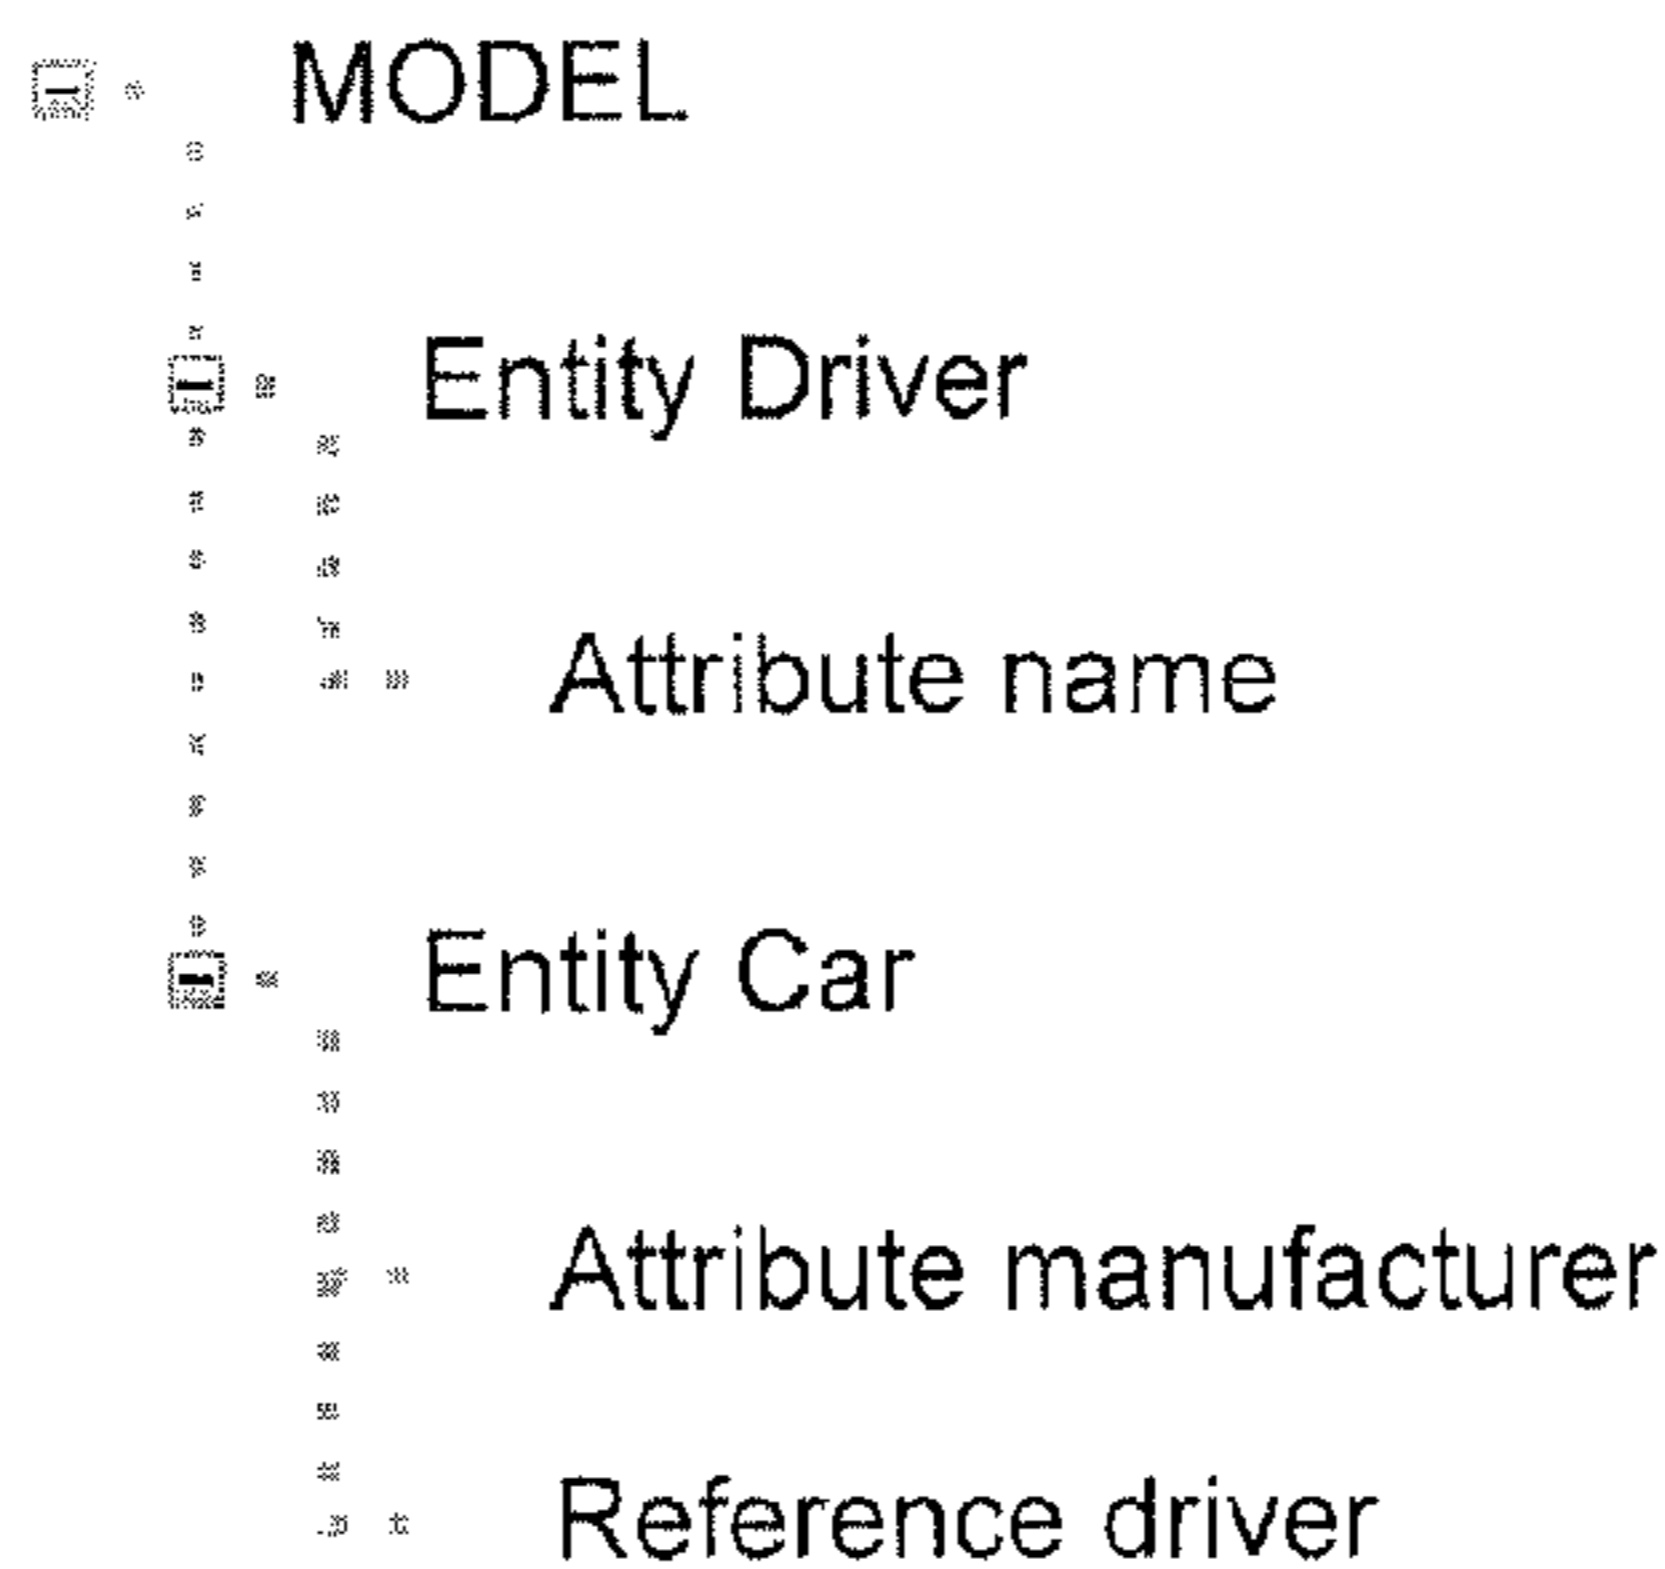 MODEL
Entity Driver
Attribute name
Entity Car
Attribute manufacturer
Reference driver